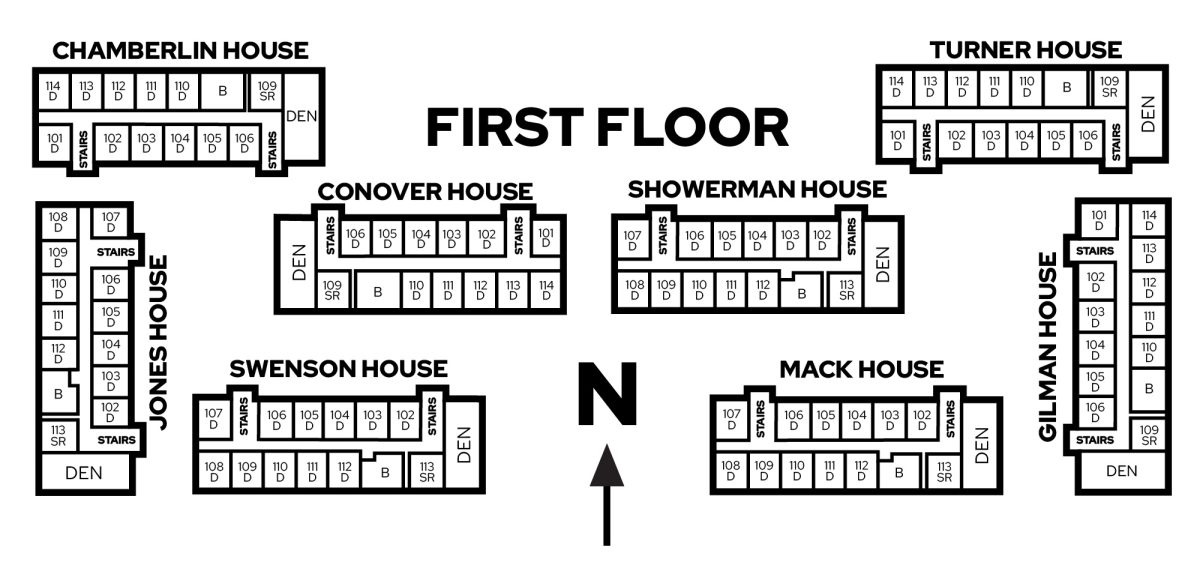 CHAMBERLIN HOUSE
114 D 113 D 112 D 111 D 110 D B 109 SR
DEN
101 D STAIRS 102 D 103 D 104 D 105 D 106 D STAIRS
FIRST FLOOR
TURNER HOUSE
114 D 113 D 112 D 111 D 110 D B 109 SR
DEN
101 D STAIRS 102 D 103 D 104 D 105 D 106 D STAIRS
CONOVER HOUSE
DEN
STAIRS 106 D 105 D 104 D 103 D 102 D STAIRS 101 D
109 SR B 110 D 111 D 112 D 113 D 114 D
SHOWERMAN HOUSE
107 D STAIRS 106 D 105 D 104 D 103 D 102 D STAIRS
DEN
108 D 109 D 110 D 111 D 112 D B 113 SR
JONES HOUSE
108 D 107 D
STAIRS
109 D
106 D
110 D
105 D
111 D
104 D
112 D
103 D
B
102 D
113 SR
STAIRS
DEN
GILMAN HOUSE
101 D 114 D
STAIRS
113 D
102 D
112 D
103 D
111 D
104 D
110 D
105 D
B
106 D
109 SR
STAIRS
DEN
SWENSON HOUSE
107 D STAIRS 106 D 105 D 104 D 103 D 102 D STAIRS
DEN
108 D 109 D 110 D 111 D 112 D B 113 SR
N
MACK HOUSE
107 D STAIRS 106 D 105 D 104 D 103 D 102 D STAIRS
DEN
108 D 109 D 110 D 111 D 112 D B 113 SR